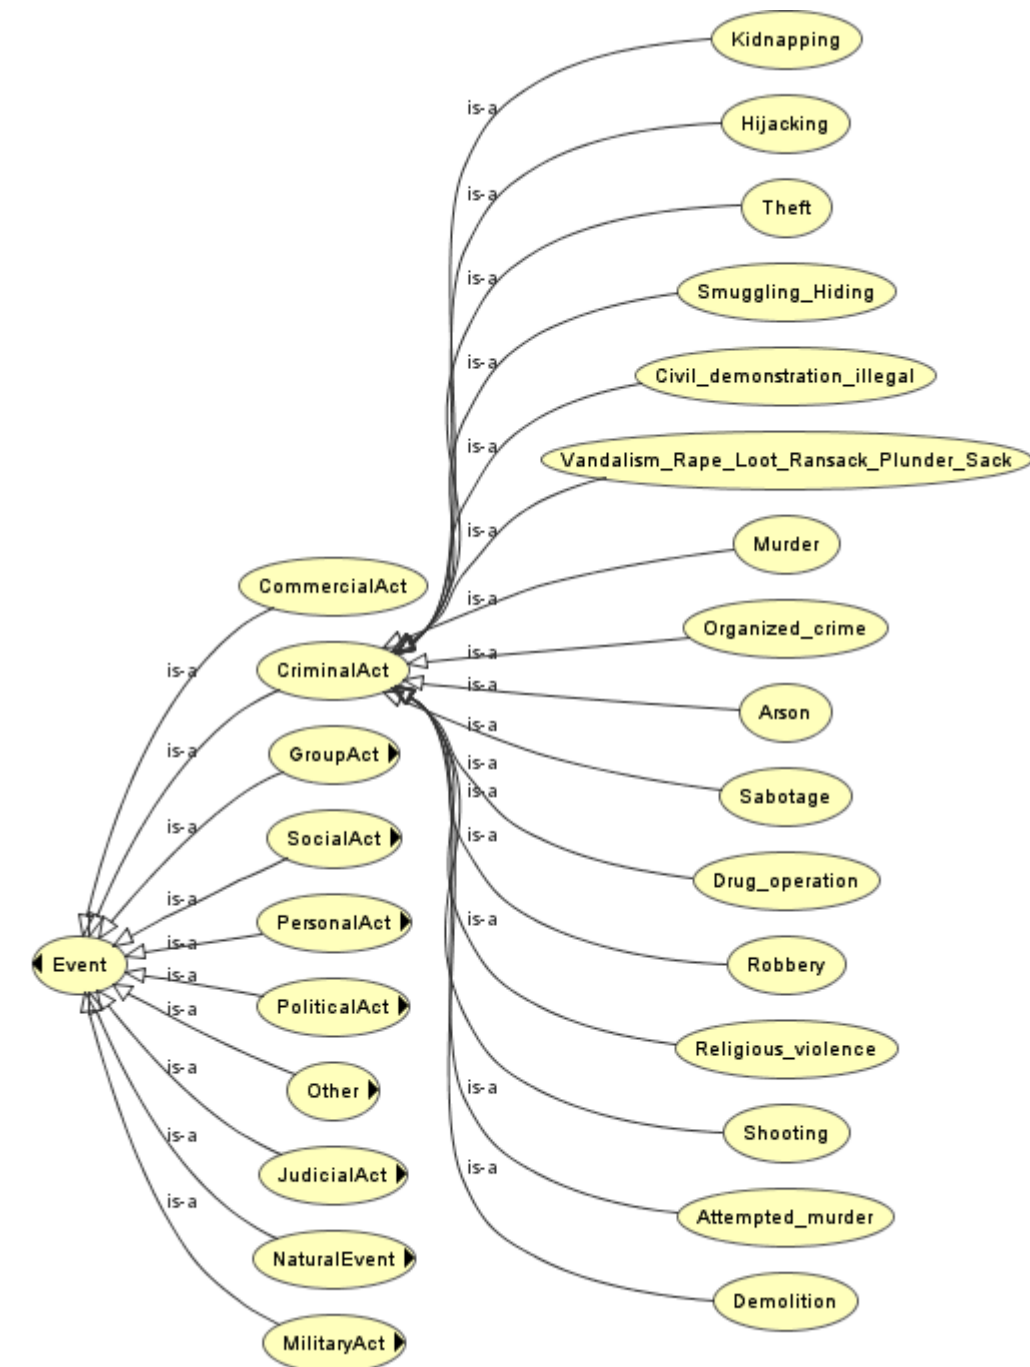 Kidnapping
is-a
Hijacking
is-a
Theft
is-a
Smuggling_Hiding
is-a
Civil_demonstration_illegal
is-a
Vandalism_Rape_Loot_Ransack_Plunder_Sack
is-a
Murder
CommercialAct
is-a
Organized_crime
is-a
CriminalAct
is-a
is-a
Arson
is-a
is-a
GroupAct
is-a
is-a
Sabotage
is-a
is-a
SocialAct
Drug_operation
is-a
PersonalAct
is-a
is-a
Event
Robbery
is-a
PoliticalAct
is-a
Religious_violence
is-a
Other
is-a
Shooting
is-a
JudicialAct
is-a
is-a
Attempted_murder
NaturalEvent
Demolition
MilitaryAct